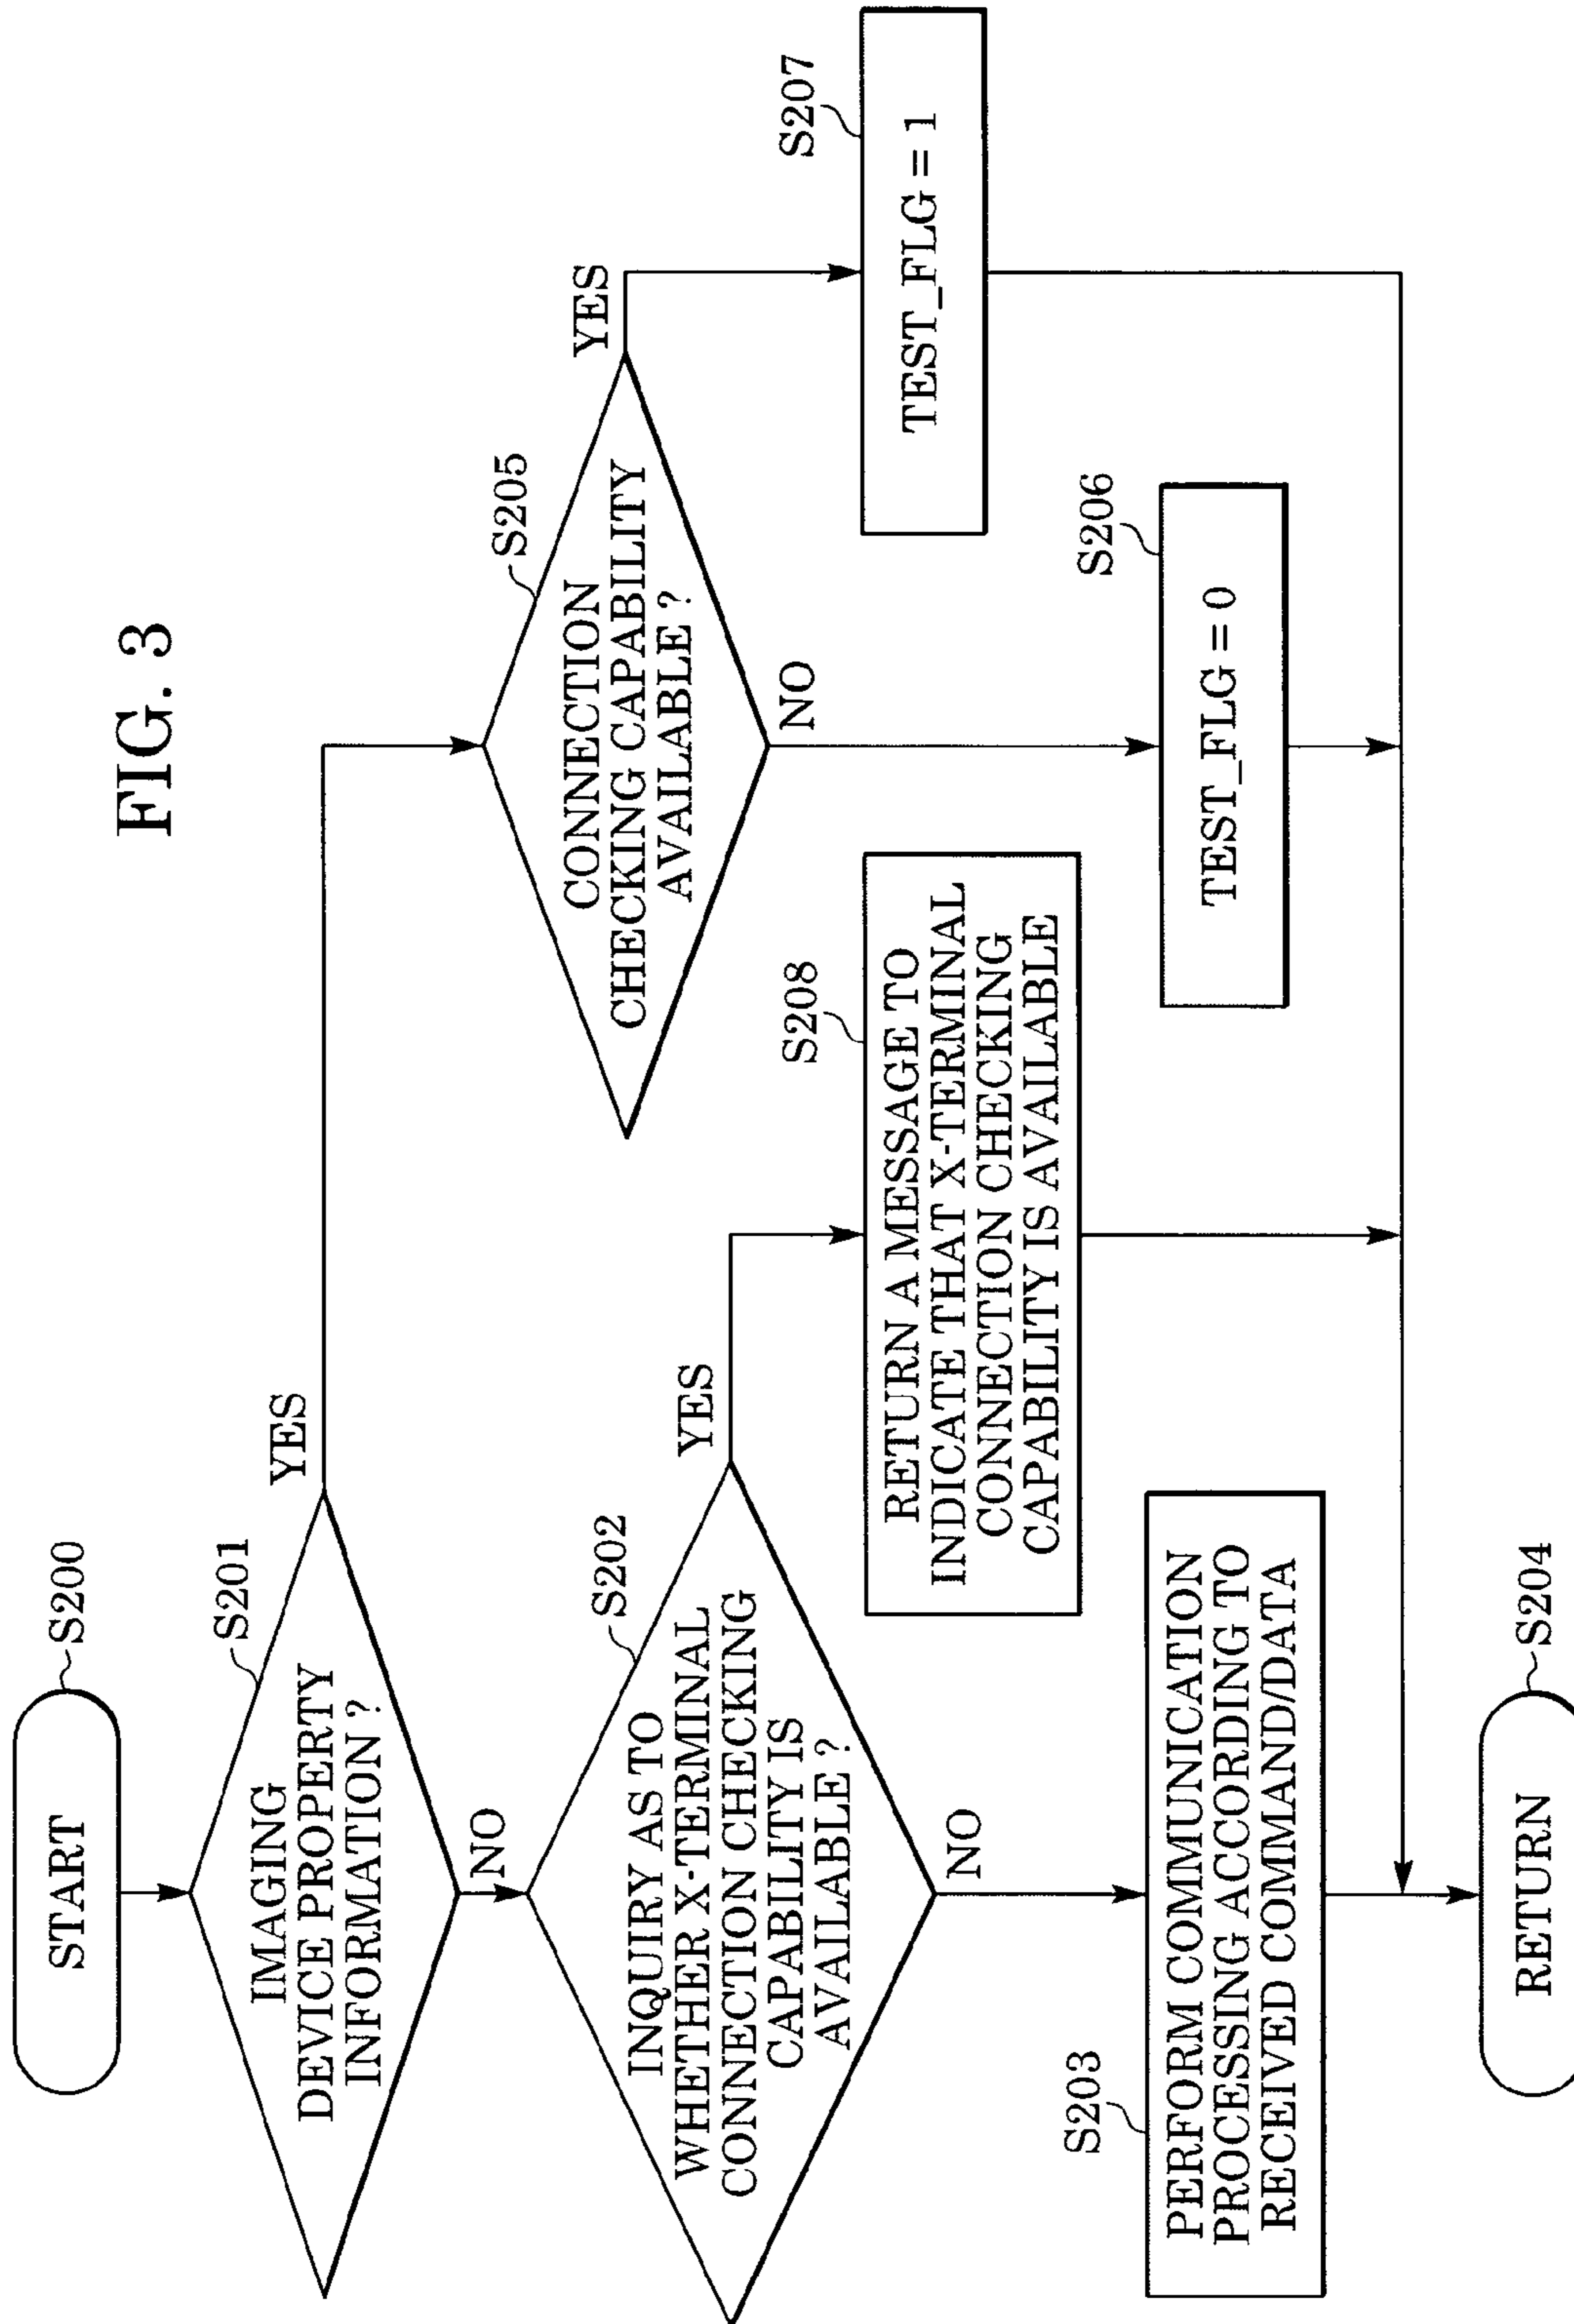 FIG. 3
START
S200
IMAGING
DEVICE PROPERTY
INFORMATION ?
S201
YES
NO
INQUIRY AS TO
WHETHER X-TERMINAL
CONNECTION CHECKING
CAPABILITY IS
AVAILABLE ?
S202
YES
NO
PERFORM COMMUNICATION
PROCESSING ACCORDING TO
RECEIVED COMMAND/DATA
S203
RETURN
S204
CONNECTION
CHECKING CAPABILITY
AVAILABLE ?
S205
YES
NO
TEST_FLG = 0
S206
TEST_FLG = 1
S207
RETURN A MESSAGE TO
INDICATE THAT X-TERMINAL
CONNECTION CHECKING
CAPABILITY IS AVAILABLE
S208